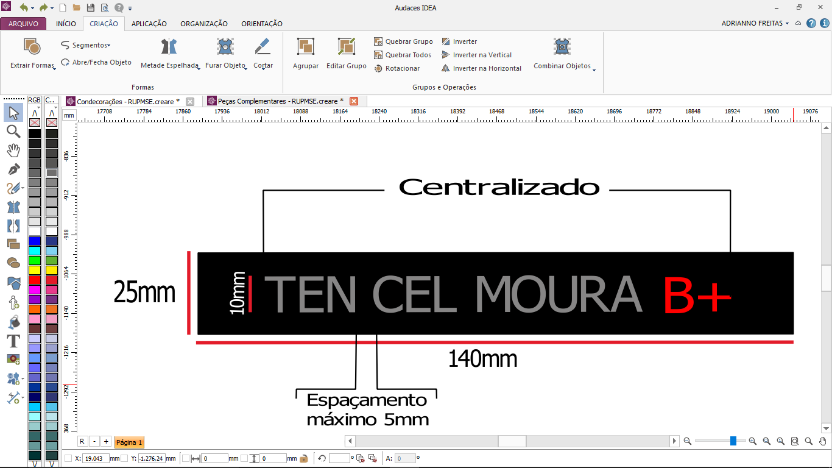 Audaces IDEA
ARQUIVO INÍCIO CRIAÇÃO APLICAÇÃO ORGANIZAÇÃO ORIENTAÇÃO
ADRIANNO FREITAS
Extrair Formas
Segmentos
Abre/Fecha Objeto
Metade Espelhada
Furar Objeto
Cortar
Formas
Agrupar
Editar Grupo
Quebrar Grupo
Quebrar Todos
Rotacionar
Inverter
Inverter na Vertical
Inverter na Horizontal
Combinar Objetos
Grupos e Operações
RGB C...
Condecorações - RUPMSE.creare *
Peças Complementares - RUPMSE.creare *
mm
17708 17784 17860 17936 18012 18088 18164 18240 18316 18392 18468 18544 18620 18696 18772 18848 18924 19000 19076
Centralizado
25mm
10mm
TEN CEL MOURA B+
140mm
Espaçamento
máximo 5mm
R - + Página 1
X: 19.043 mm Y: -1.276.24 mm 0 mm 0 mm mm A: 0